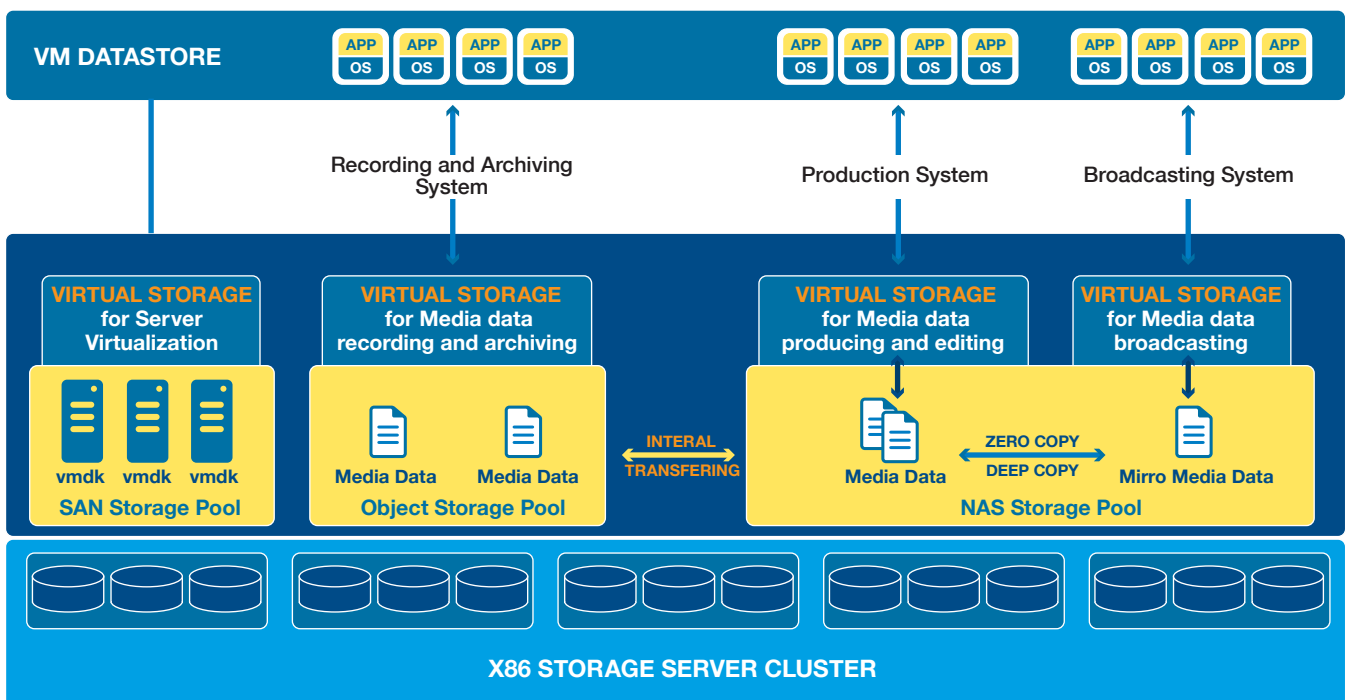 VM DATASTORE
APP APP APP APP APP APP APP APP APP APP APP APP
OS OS OS OS OS OS OS OS OS OS OS OS
Recording and Archiving
System
Production System
Broadcasting System
VIRTUAL STORAGE
for Server
Virtualization
VIRTUAL STORAGE
for Media data
recording and archiving
VIRTUAL STORAGE
for Media data
producing and editing
VIRTUAL STORAGE
for Media data
broadcasting
vmdk vmdk vmdk
SAN Storage Pool
Media Data Media Data
Object Storage Pool
INTERAL
TRANSFERING
Media Data
ZERO COPY
DEEP COPY
Mirro Media Data
NAS Storage Pool
X86 STORAGE SERVER CLUSTER